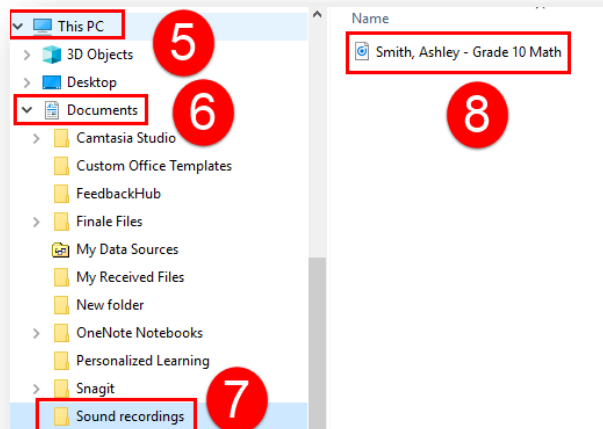 This PC
5
3D Objects
Desktop
Documents
6
Camtasia Studio
Custom Office Templates
FeedbackHub
Finale Files
My Data Sources
My Received Files
New folder
OneNote Notebooks
Personalized Learning
Snagit
Sound recordings
7
Name
Smith, Ashley - Grade 10 Math
8